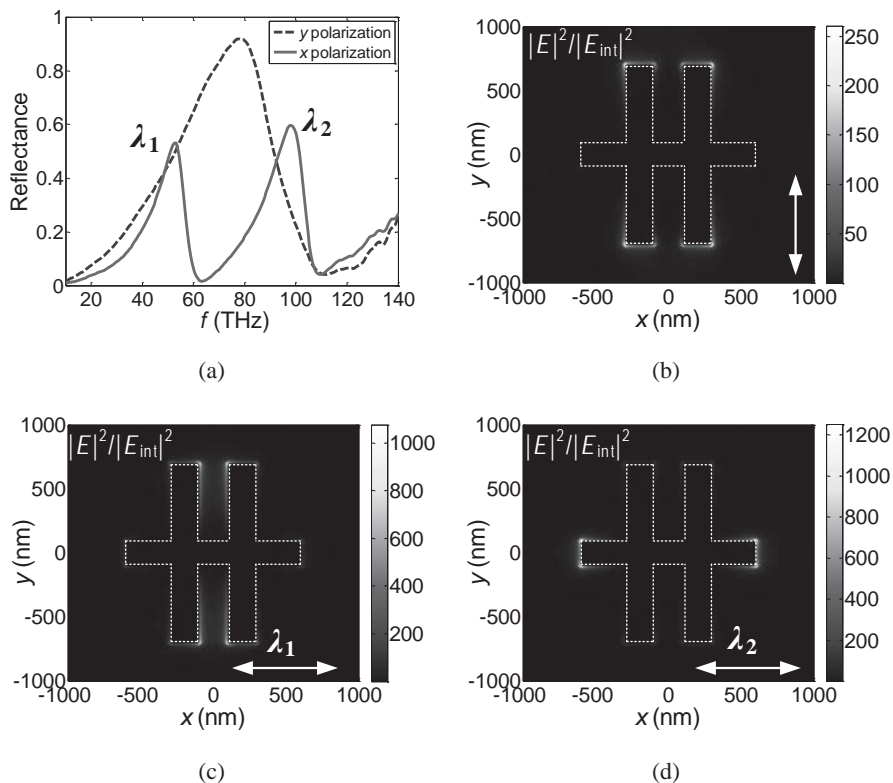 1
0.8
0.6
0.4
0.2
0
Reflectance
20 40 60 80 100 120 140
f (THz)
y polarization
x polarization
λ1
λ2
(a)
|E|²/|Eint|²
1000
500
0
-500
-1000
y (nm)
-1000 -500 0 500 1000
x (nm)
250
200
150
100
50
(b)
|E|²/|Eint|²
1000
500
0
-500
-1000
y (nm)
λ1
-1000 -500 0 500 1000
x (nm)
1000
800
600
400
200
(c)
|E|²/|Eint|²
1000
500
0
-500
-1000
y (nm)
λ2
-1000 -500 0 500 1000
x (nm)
1200
1000
800
600
400
200
(d)